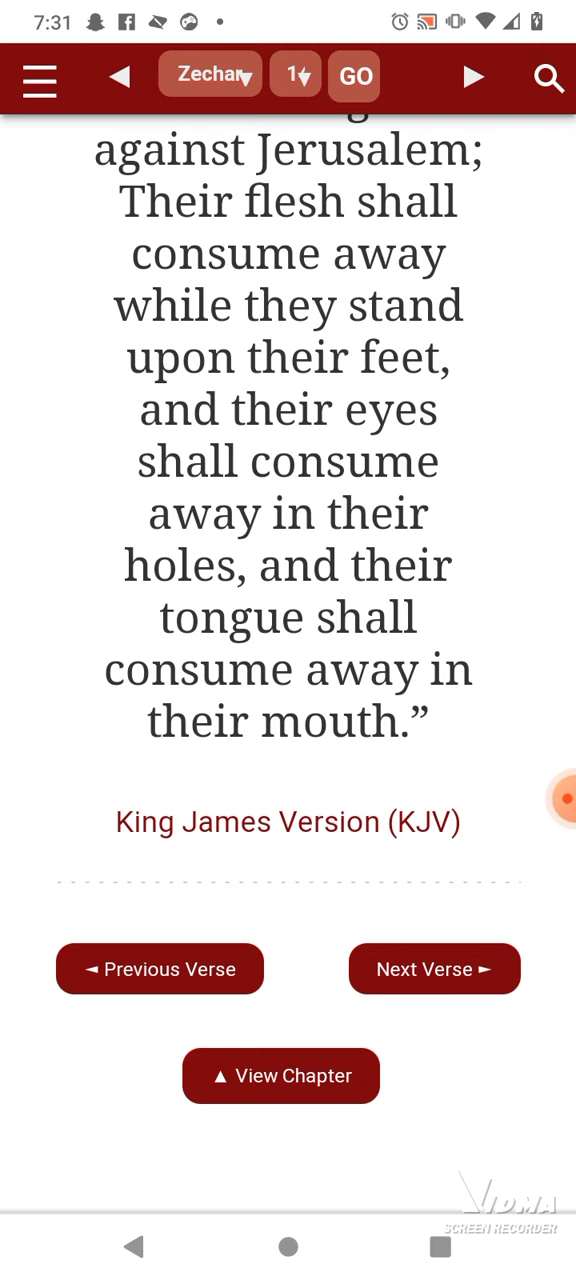 7:31
Zechar
GO
against Jerusalem;
Their flesh shall
consume away
while they stand
upon their feet,
and their eyes
shall consume
away in their
holes, and their
tongue shall
consume away in
their mouth.”
King James Version (KJV)
◄ Previous Verse
Next Verse ►
▲ View Chapter
VIDMA
SCREEN RECORDER